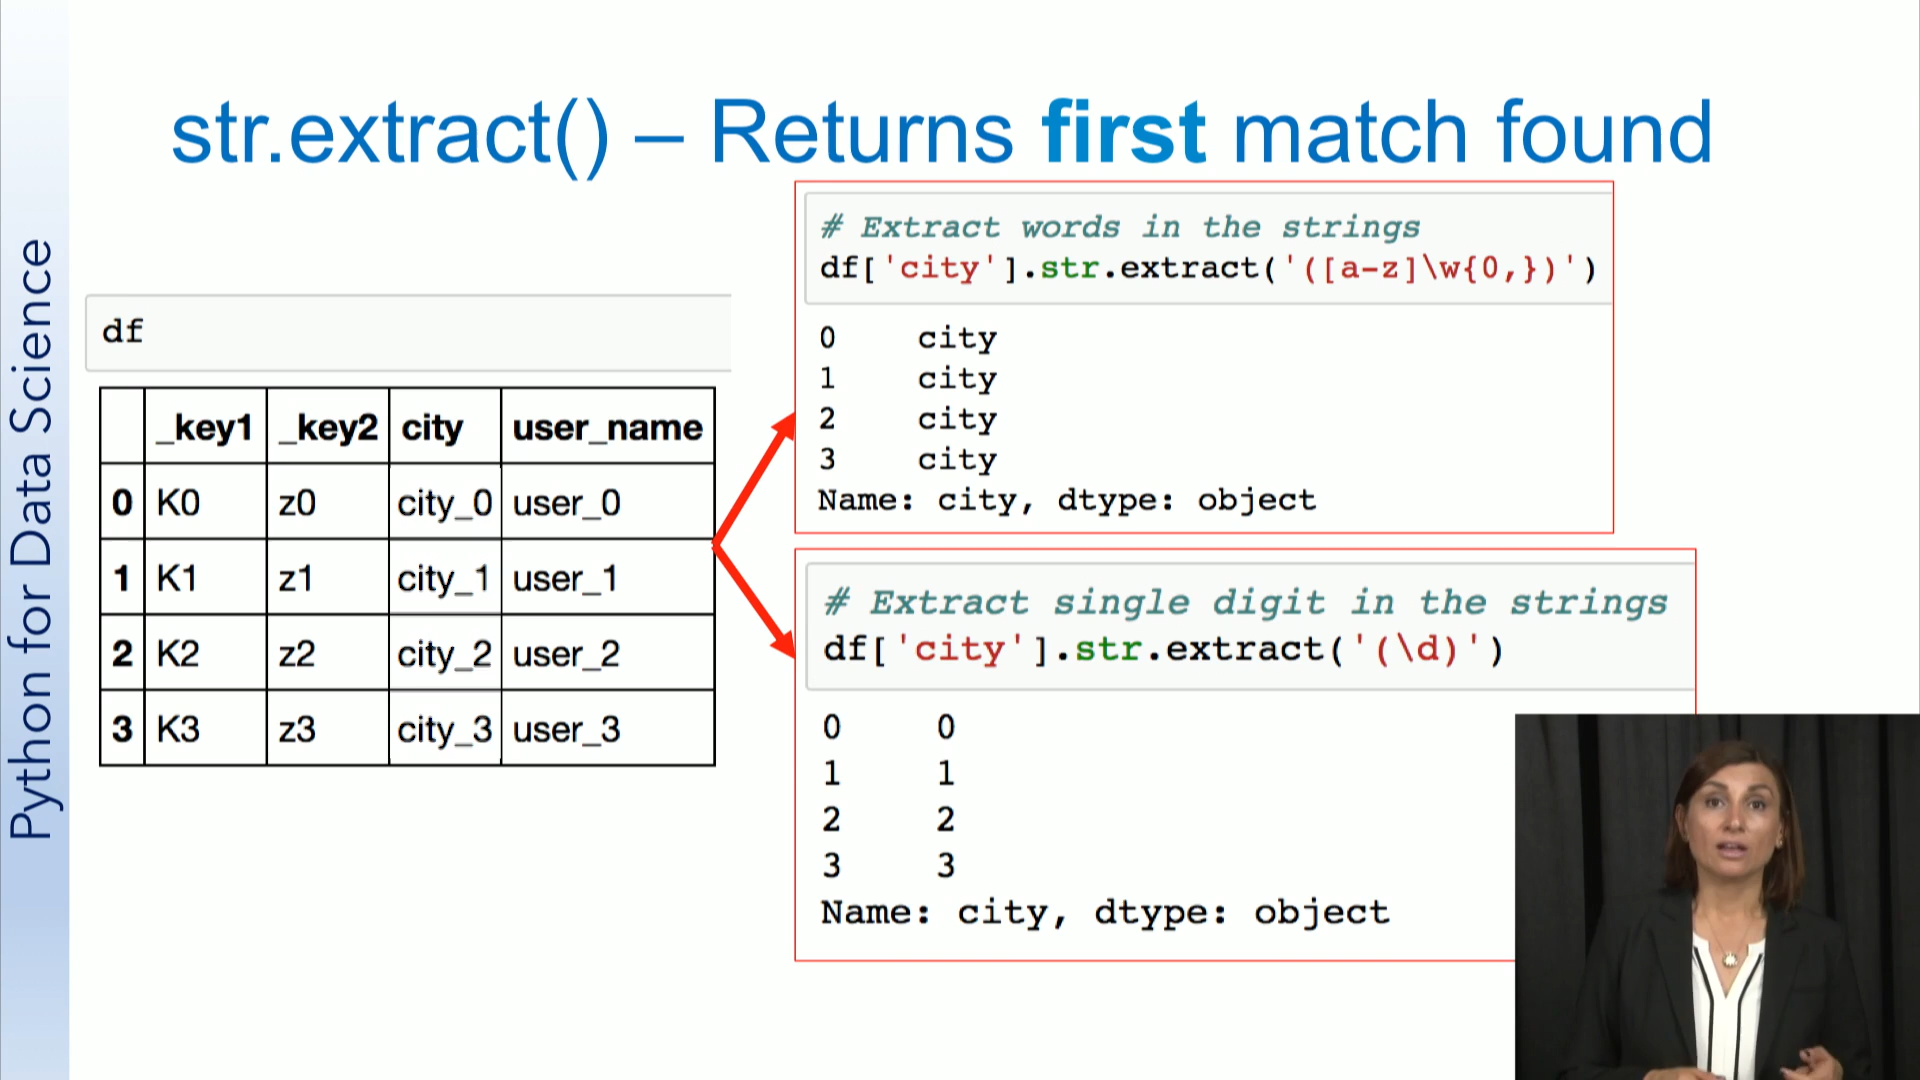 str.extract() – Returns first match found
Python for Data Science
df
_key1 _key2 city user_name
0 K0 z0 city_0 user_0
1 K1 z1 city_1 user_1
2 K2 z2 city_2 user_2
3 K3 z3 city_3 user_3
# Extract words in the strings
df['city'].str.extract('([a-z]\w{0,})')
0 city
1 city
2 city
3 city
Name: city, dtype: object
# Extract single digit in the strings
df['city'].str.extract('(\d)')
0 0
1 1
2 2
3 3
Name: city, dtype: object